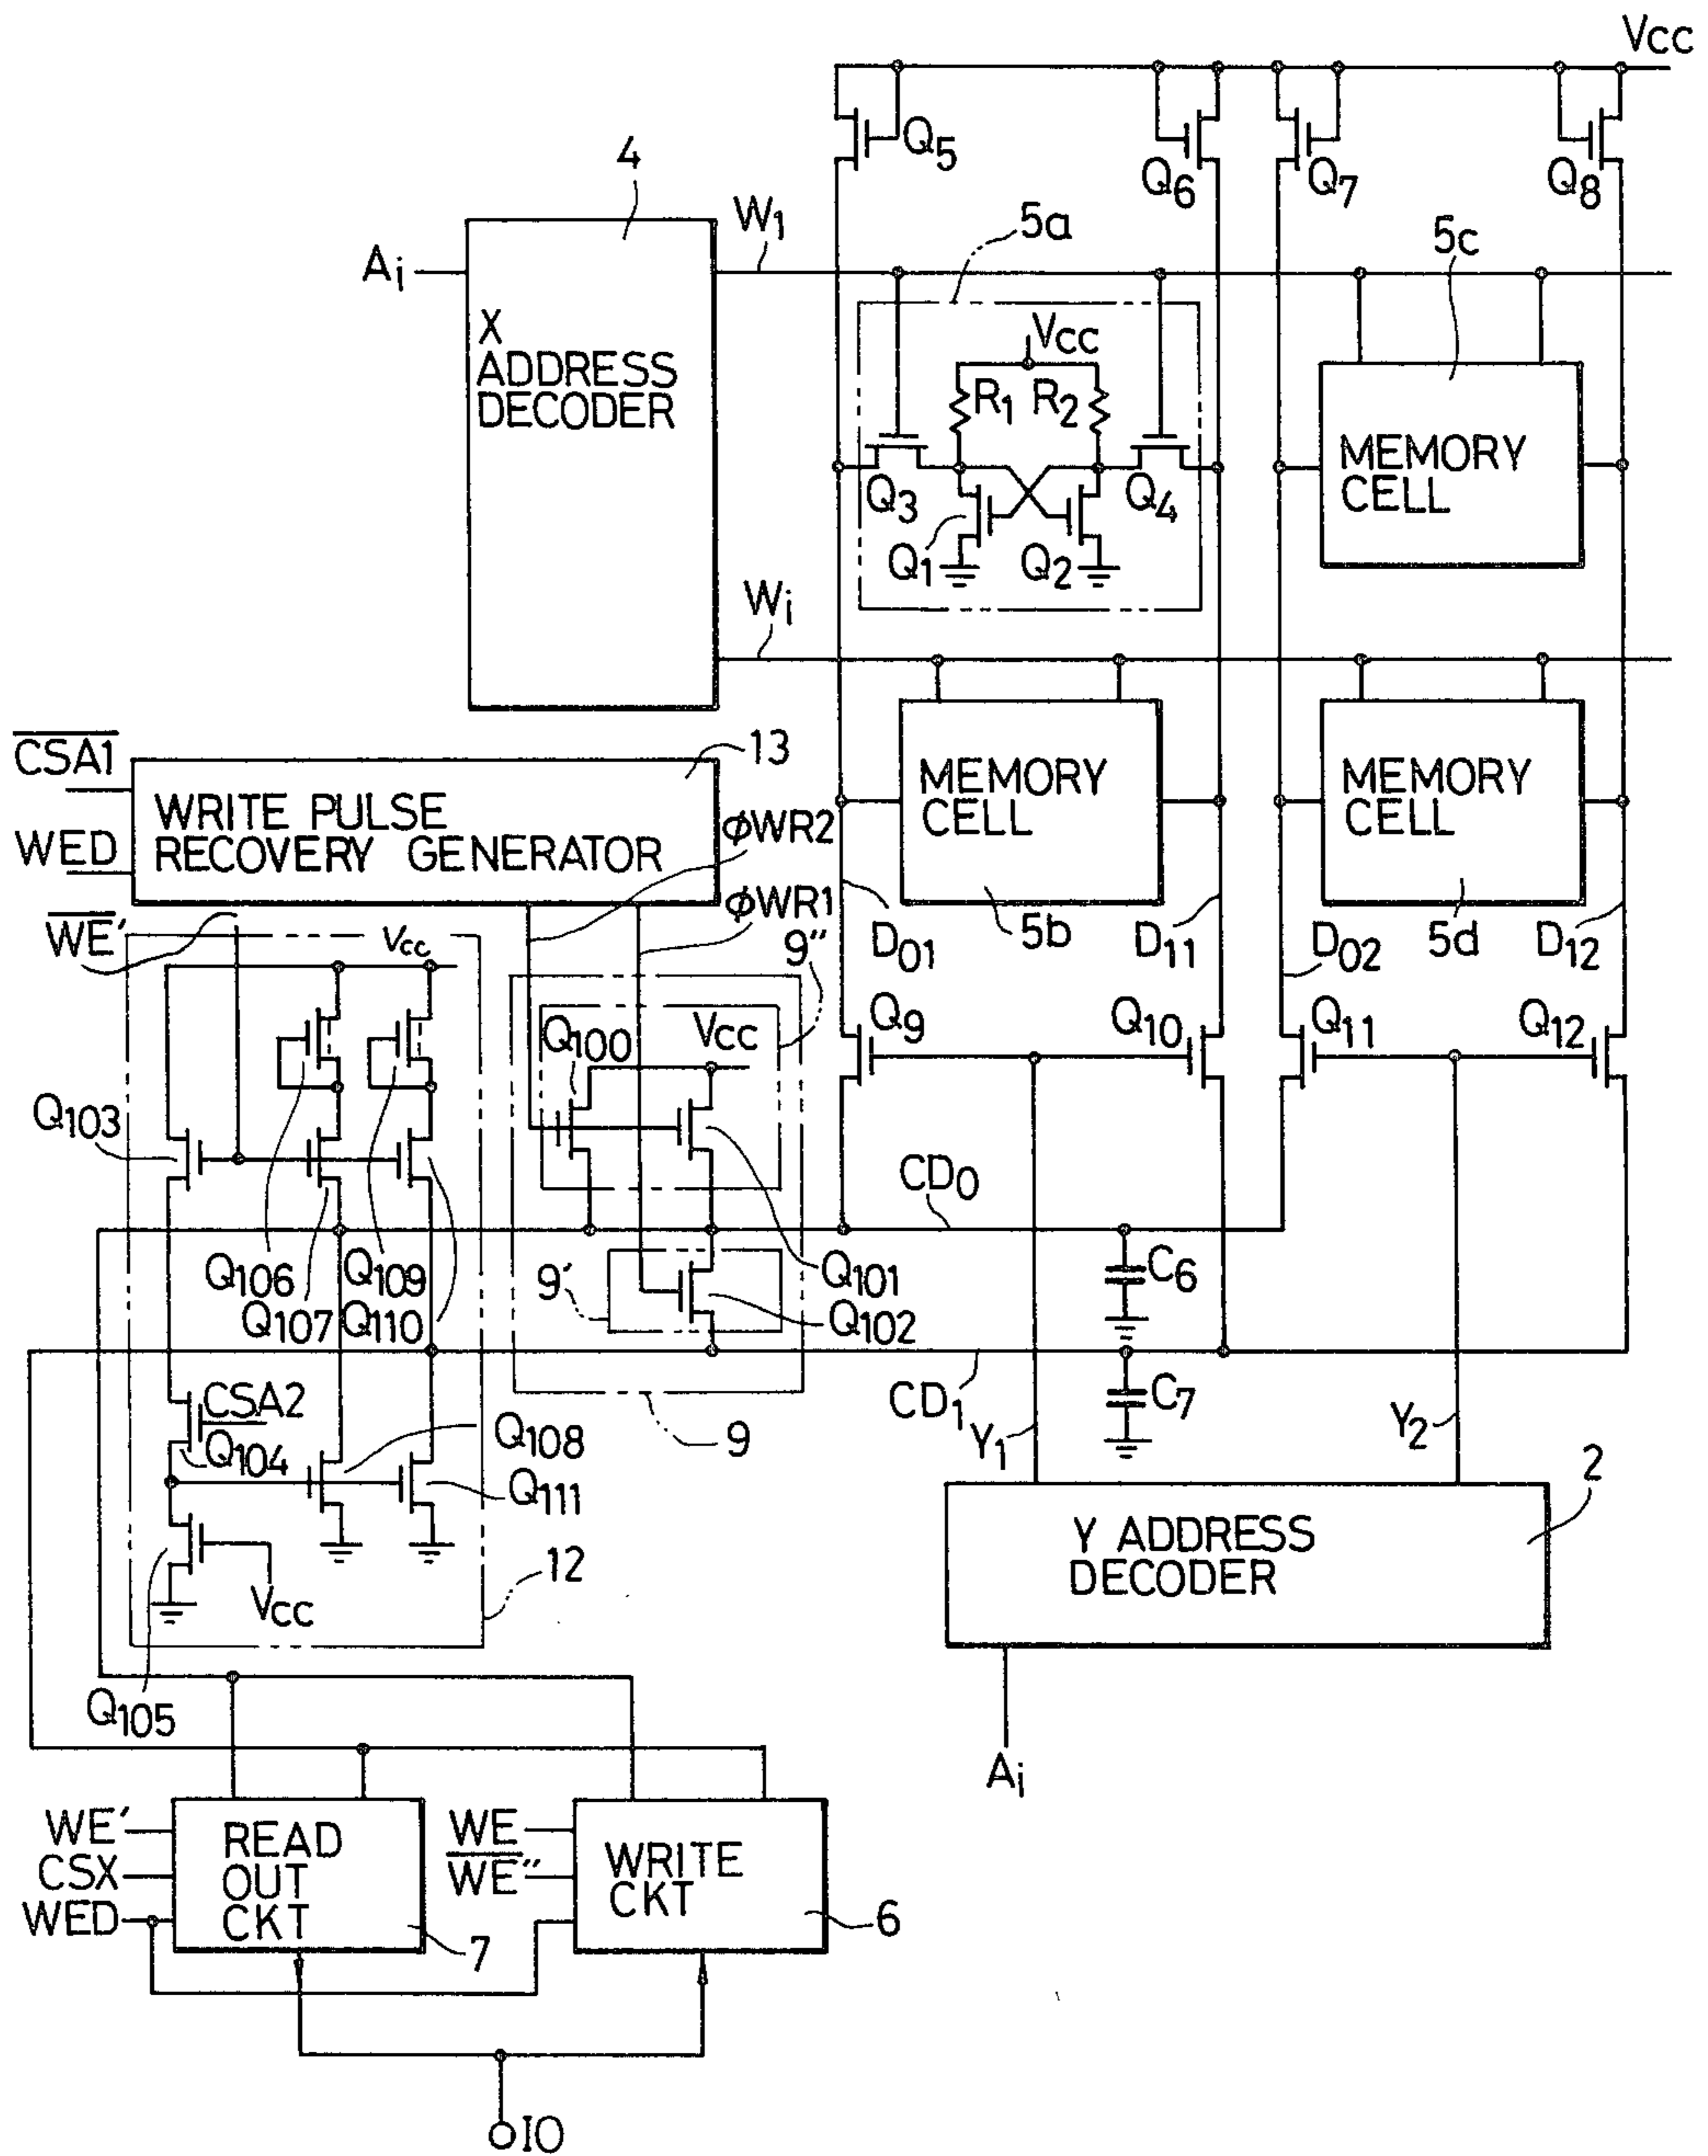 VCC
Q5
Q6
Q7
Q8
4
W1
5a
5c
Ai
X
ADDRESS
DECODER
VCC
R1
R2
Q3
Q4
Q1
Q2
MEMORY
CELL
Wi
CSA1
13
WRITE PULSE
RECOVERY GENERATOR
WED
ϕWR2
ϕWR1
MEMORY
CELL
5b
MEMORY
CELL
5d
D01
D11
D02
D12
WE'
VCC
9''
Q100
VCC
Q9
Q10
Q11
Q12
Q103
CD0
Q106
Q109
Q107
Q110
9'
Q101
Q102
C6
CD1
C7
CSA2
Q104
Q108
9
Y1
Y2
Q111
2
Y ADDRESS
DECODER
12
VCC
Q105
Ai
WE'
CSX
WED
READ
OUT
CKT
7
WE
WE''
WRITE
CKT
6
IO